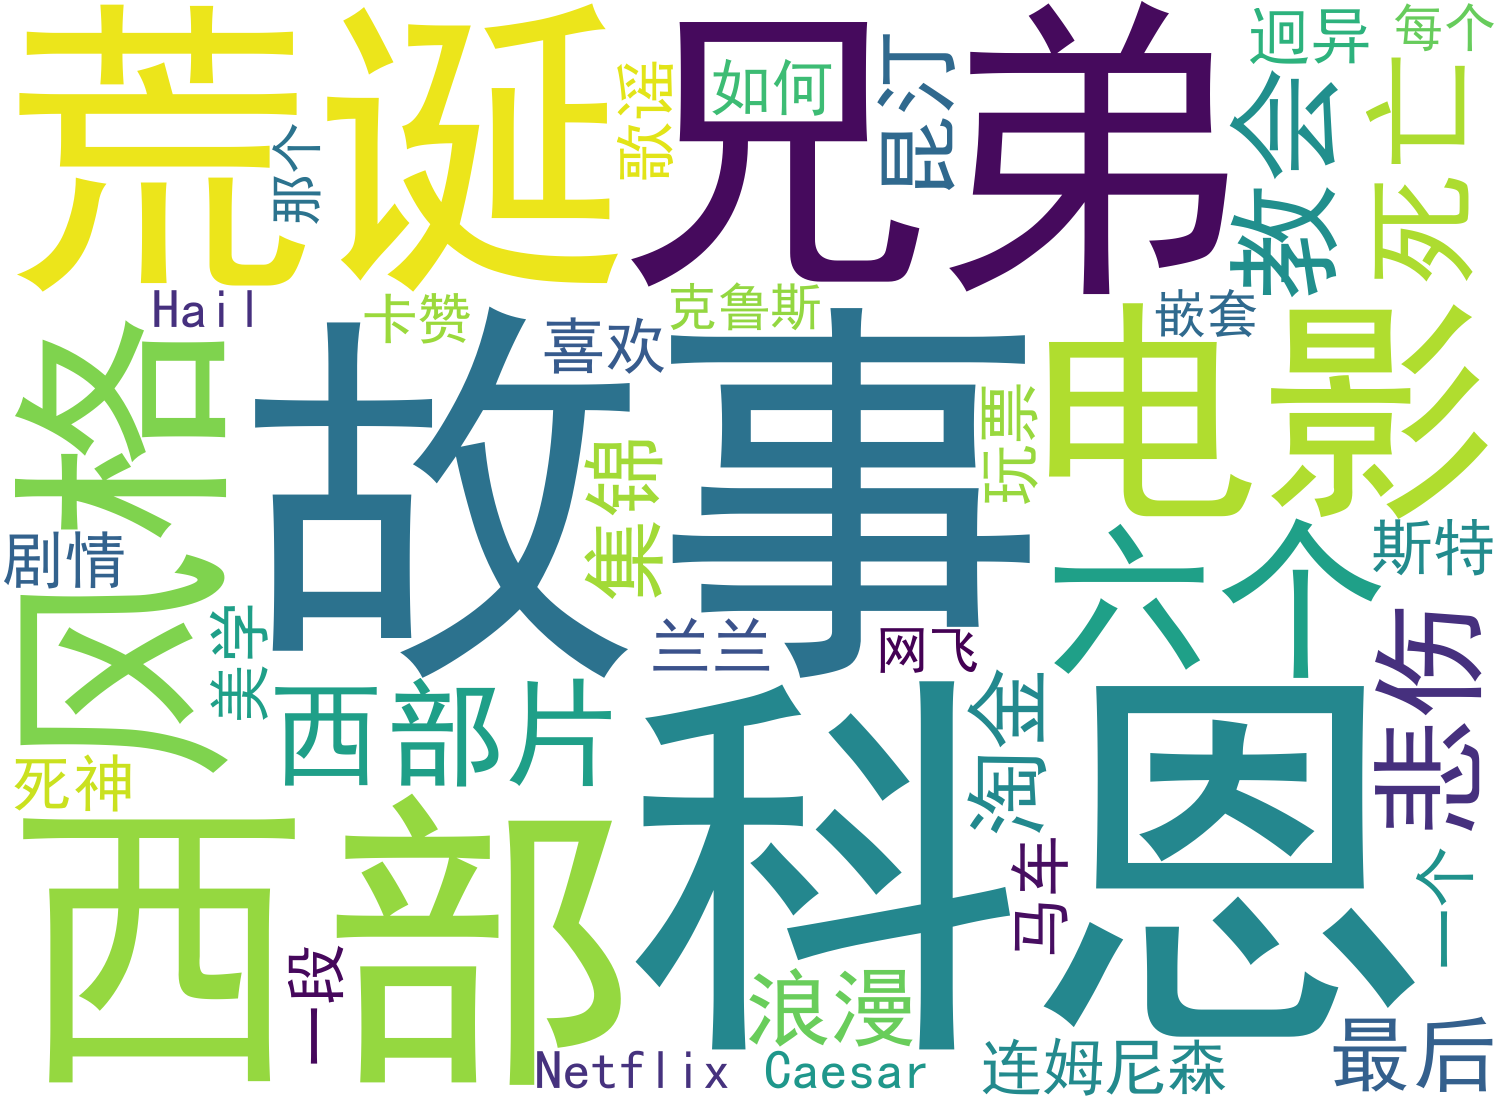 荒诞
兄弟
如何
歌谣
昆汀
迥异
每个
教会
死亡
那个
Hail
卡赞
喜欢
克鲁斯
嵌套
风格
故事
电影
集锦
玩票
剧情
六个
斯特
美学
兰兰
网飞
西部片
科恩
淘金
悲伤
死神
西部
马车
一个
一段
浪漫
Netflix
Caesar
连姆尼森
最后